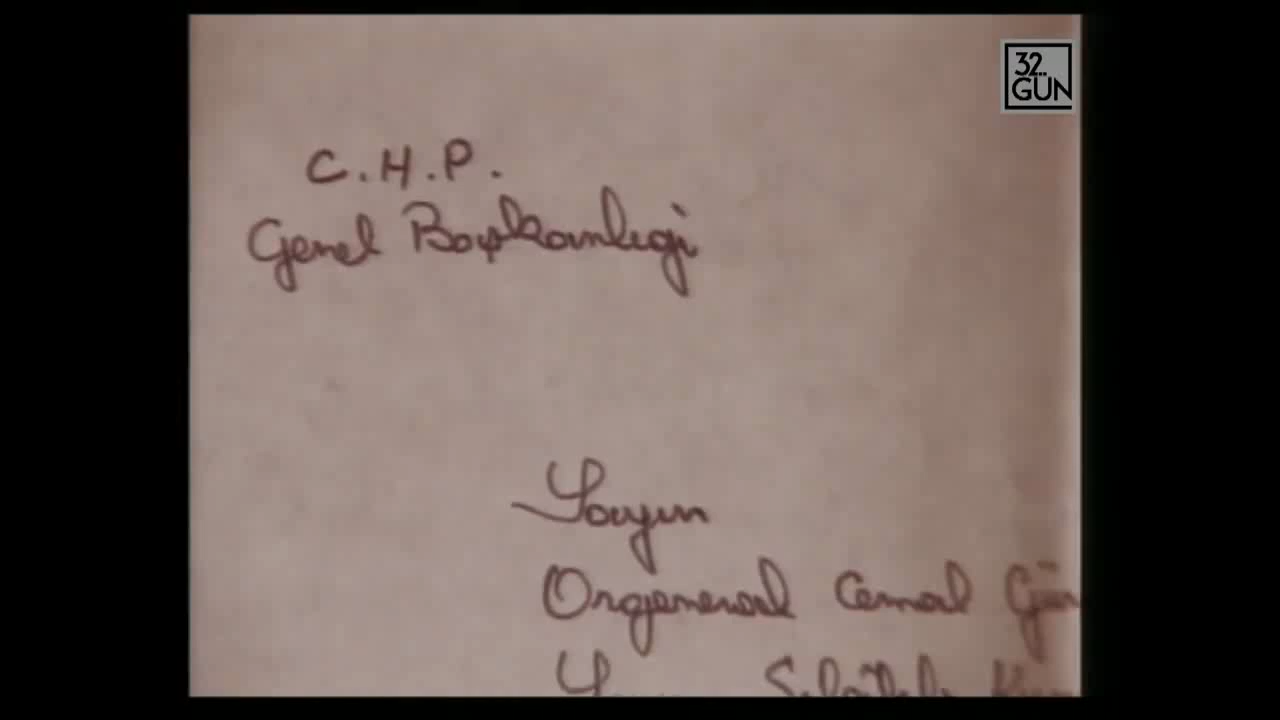 32.
GÜN
C.H.P.
Genel Başkanlığı
Sayın
Orgeneral Cemal